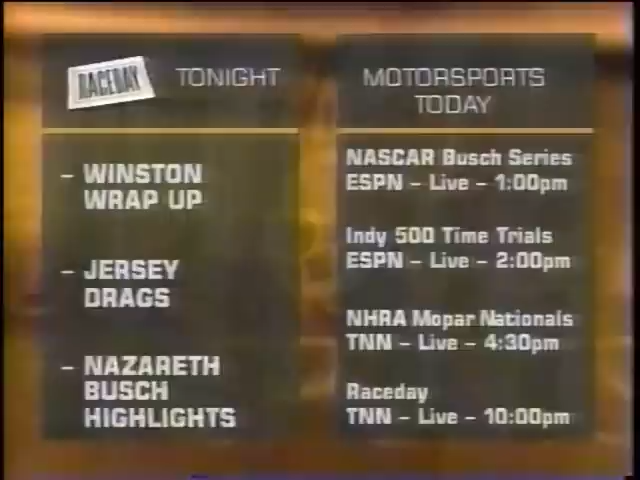 RACEDAY TONIGHT
– WINSTON
WRAP UP
– JERSEY
DRAGS
– NAZARETH
BUSCH
HIGHLIGHTS
MOTORSPORTS
TODAY
NASCAR Busch Series
ESPN – Live – 1:00pm
Indy 500 Time Trials
ESPN – Live – 2:00pm
NHRA Mopar Nationals
TNN – Live – 4:30pm
Raceday
TNN – Live – 10:00pm